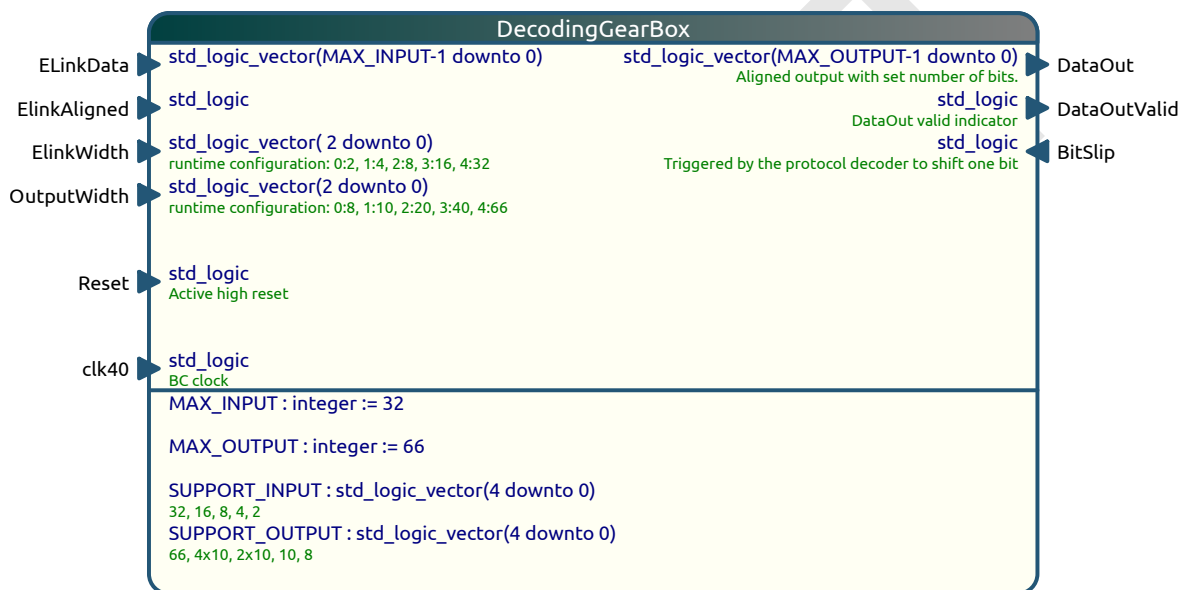 DecodingGearBox
ELinkData
std_logic_vector(MAX_INPUT-1 downto 0)
std_logic_vector(MAX_OUTPUT-1 downto 0)
Aligned output with set number of bits.
DataOut
ElinkAligned
std_logic
std_logic
DataOut valid indicator
DataOutValid
ElinkWidth
std_logic_vector( 2 downto 0)
runtime configuration: 0:2, 1:4, 2:8, 3:16, 4:32
std_logic
Triggered by the protocol decoder to shift one bit
BitSlip
OutputWidth
std_logic_vector(2 downto 0)
runtime configuration: 0:8, 1:10, 2:20, 3:40, 4:66
Reset
std_logic
Active high reset
clk40
std_logic
BC clock
MAX_INPUT : integer := 32
MAX_OUTPUT : integer := 66
SUPPORT_INPUT : std_logic_vector(4 downto 0)
32, 16, 8, 4, 2
SUPPORT_OUTPUT : std_logic_vector(4 downto 0)
66, 4x10, 2x10, 10, 8